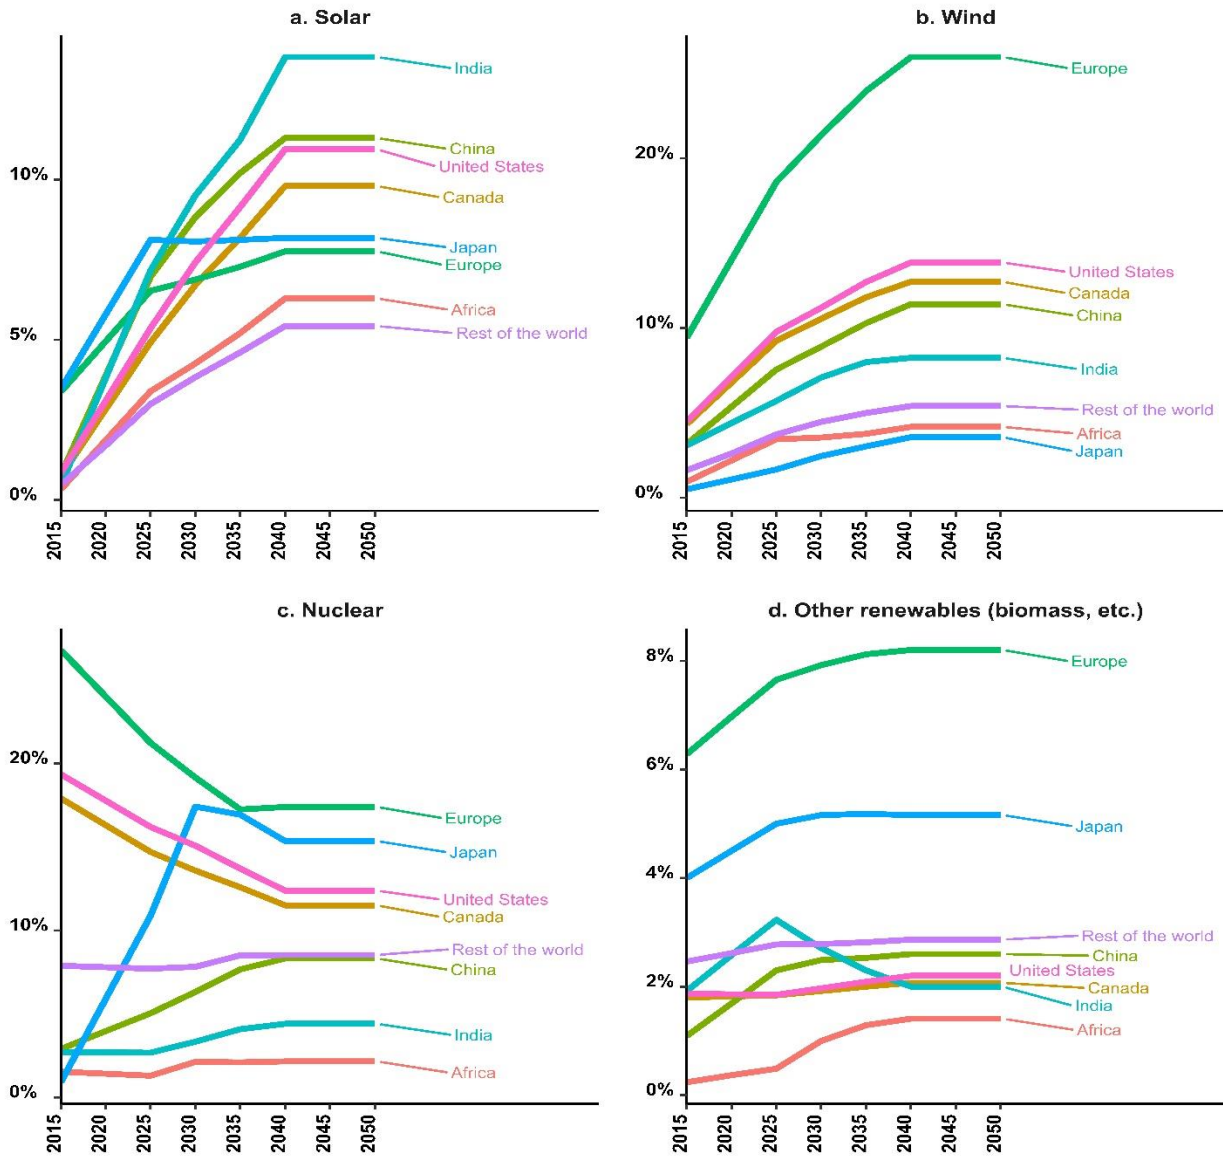 a. Solar
10%
5%
0%
India
China
United States
Canada
Japan
Europe
Africa
Rest of the world
2015
2020
2025
2030
2035
2040
2045
2050
b. Wind
20%
10%
0%
Europe
United States
Canada
China
India
Rest of the world
Africa
Japan
2015
2020
2025
2030
2035
2040
2045
2050
c. Nuclear
20%
10%
0%
Europe
Japan
United States
Canada
Rest of the world
China
India
Africa
2015
2020
2025
2030
2035
2040
2045
2050
d. Other renewables (biomass, etc.)
8%
6%
4%
2%
0%
Europe
Japan
Rest of the world
China
United States
Canada
India
Africa
2015
2020
2025
2030
2035
2040
2045
2050